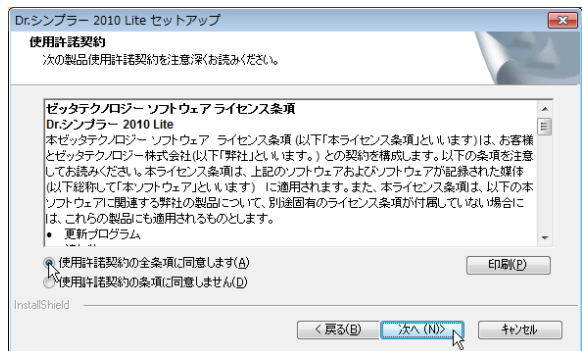 Dr.シンプラー 2010 Lite セットアップ
使用許諾契約
次の製品使用許諾契約を注意深くお読みください。
ゼッタテクノロジー ソフトウェア ライセンス条項
Dr.シンプラー 2010 Lite
本ゼッタテクノロジー ソフトウェア ライセンス条項 (以下「本ライセンス条項」といいます)は、お客様
とゼッタテクノロジー株式会社(以下「弊社」といいます。) との契約を構成します。以下の条項を注意
してお読みください。本ライセンス条項は、上記のソフトウェアおよびソフトウェアが記録された媒体
(以下総称して「本ソフトウェア」といいます) に適用されます。また、本ライセンス条項は、以下の本
ソフトウェアに関連する弊社の製品について、別途固有のライセンス条項が付属していない場合に
は、これらの製品にも適用されるものとします。
• 更新プログラム
使用許諾契約の全条項に同意します(A)
印刷(P)
使用許諾契約の条項に同意しません(D)
InstallShield
< 戻る(B)
次へ (N)>
キャンセル